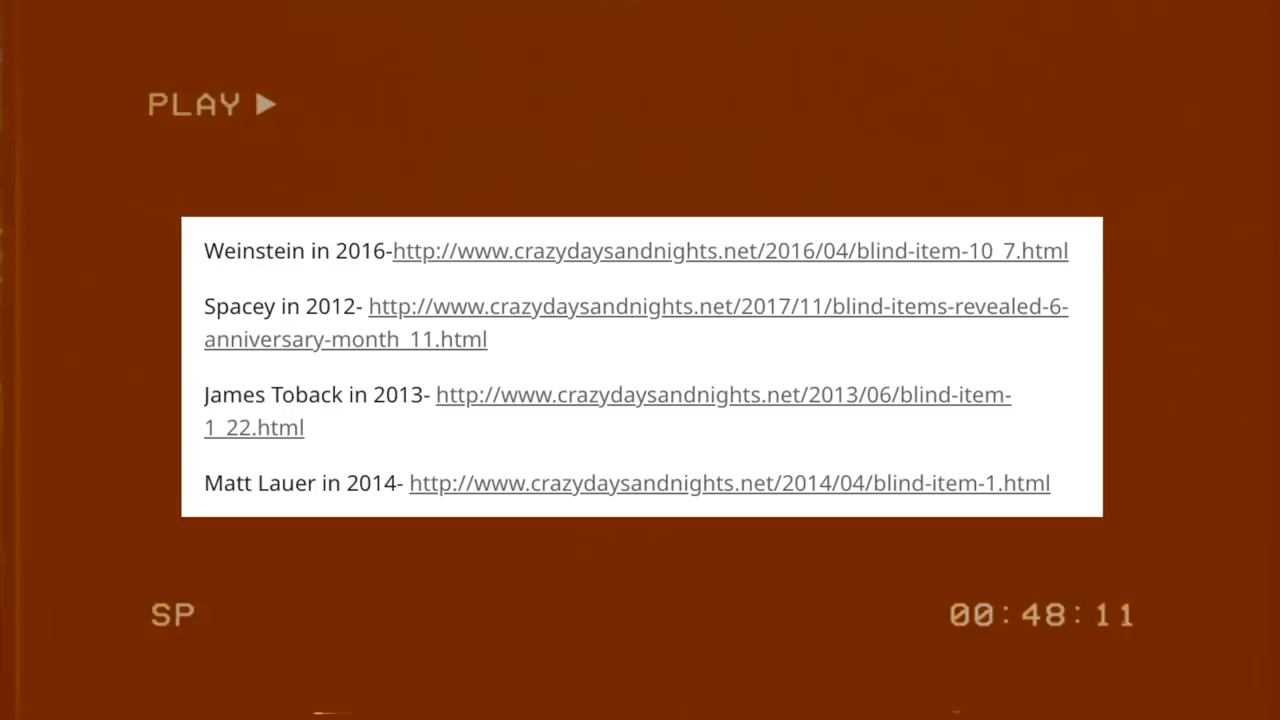 PLAY ▶
Weinstein in 2016-http://www.crazydaysandnights.net/2016/04/blind-item-10_7.html
Spacey in 2012- http://www.crazydaysandnights.net/2017/11/blind-items-revealed-6-
anniversary-month_11.html
James Toback in 2013- http://www.crazydaysandnights.net/2013/06/blind-item-
1_22.html
Matt Lauer in 2014- http://www.crazydaysandnights.net/2014/04/blind-item-1.html
SP
00:48:11